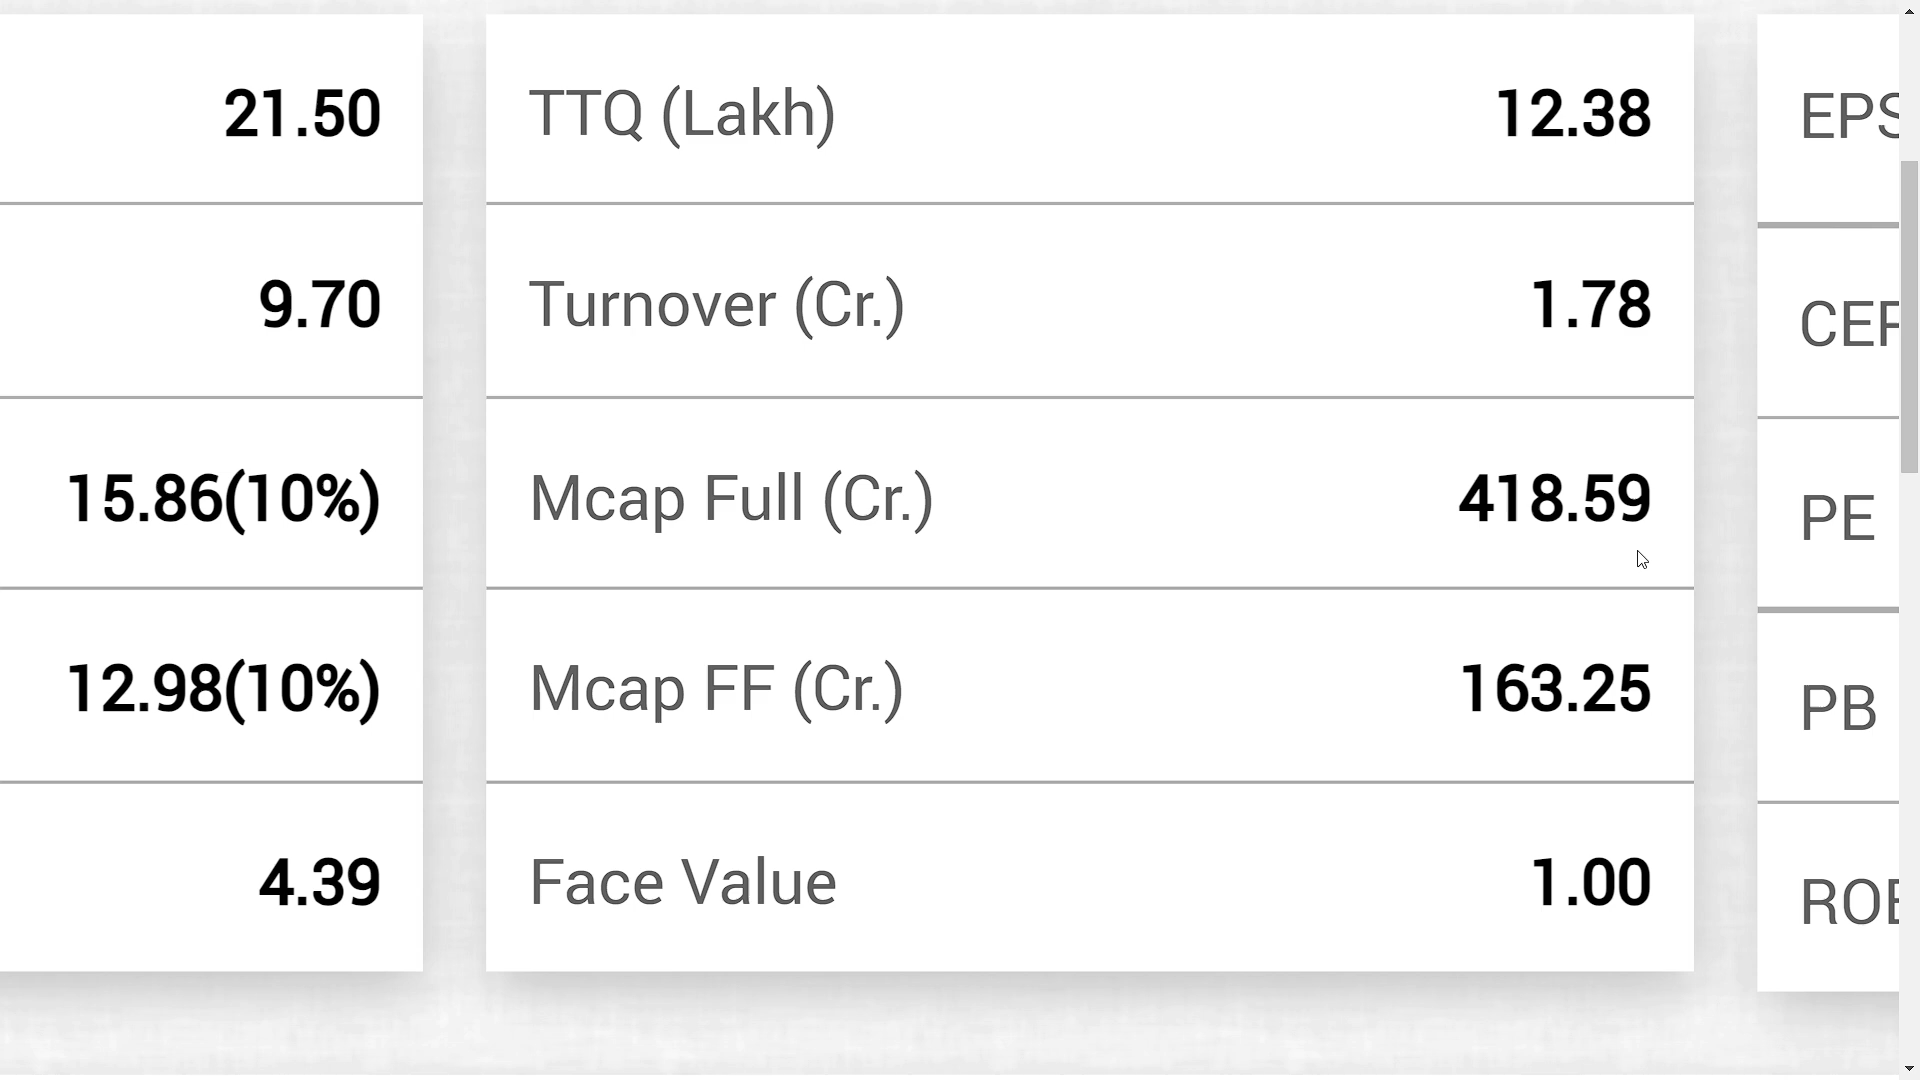 21.50
9.70
15.86(10%)
12.98(10%)
4.39
TTQ (Lakh) 12.38
Turnover (Cr.) 1.78
Mcap Full (Cr.) 418.59
Mcap FF (Cr.) 163.25
Face Value 1.00
EPS
PE
PB